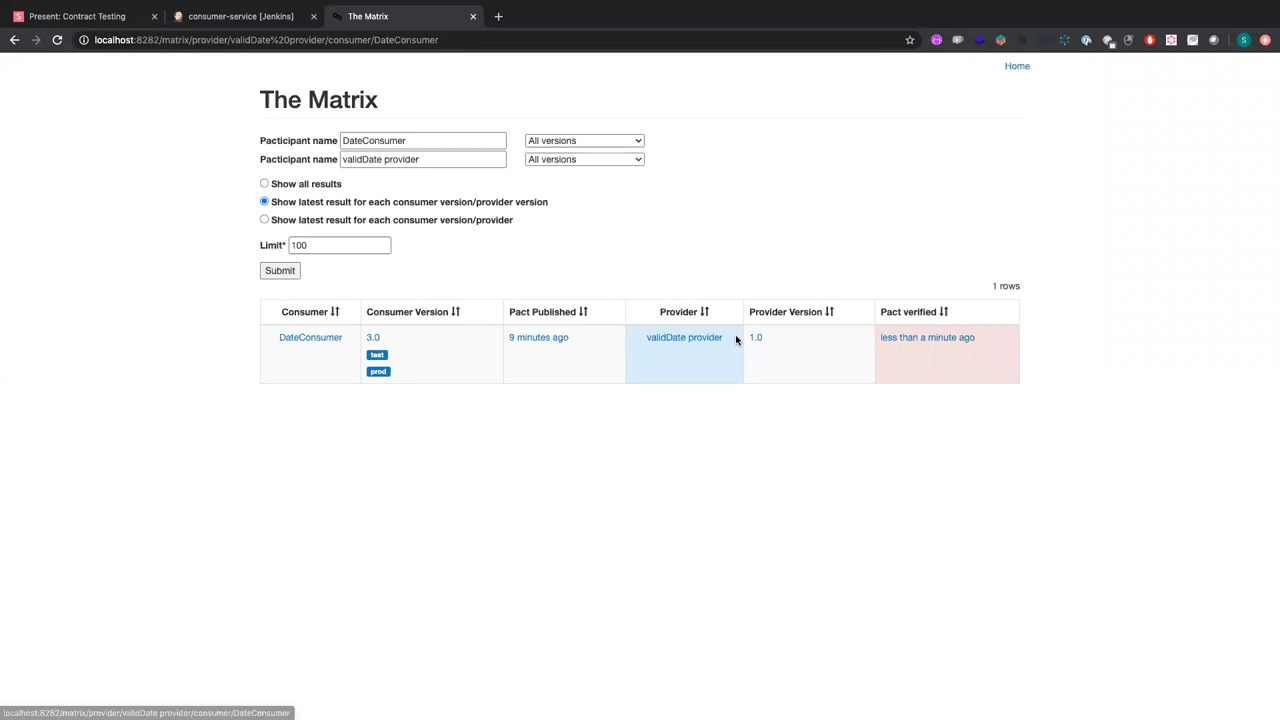 Present: Contract Testing
consumer-service [Jenkins]
The Matrix
localhost:8282/matrix/provider/validDate%20provider/consumer/DateConsumer
Home
The Matrix
Pacticipant name DateConsumer All versions
Pacticipant name validDate provider All versions
Show all results
Show latest result for each consumer version/provider version
Show latest result for each consumer version/provider
Limit* 100
Submit
1 rows
Consumer Consumer Version Pact Published Provider Provider Version Pact verified
DateConsumer 3.0 9 minutes ago validDate provider 1.0 less than a minute ago
test
prod
localhost:8282/matrix/provider/validDate provider/consumer/DateConsumer